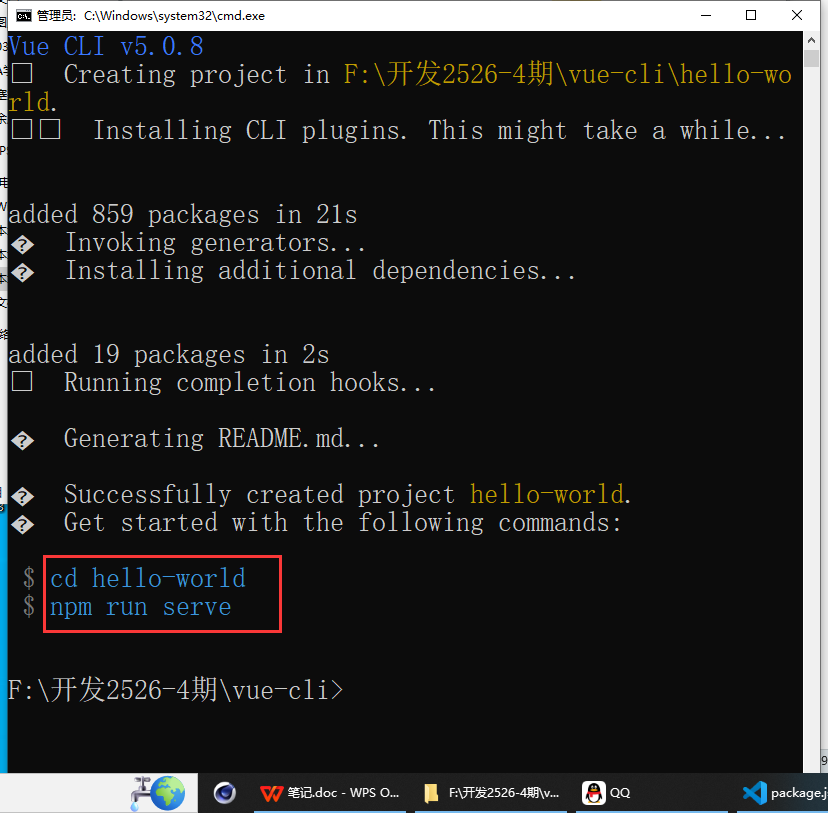 管理员: C:\Windows\system32\cmd.exe
Vue CLI v5.0.8
Creating project in F:\开发2526-4期\vue-cli\hello-wo
rld.
Installing CLI plugins. This might take a while...
added 859 packages in 21s
Invoking generators...
Installing additional dependencies...
added 19 packages in 2s
Running completion hooks...
Generating README.md...
Successfully created project hello-world.
Get started with the following commands:
$ cd hello-world
$ npm run serve
F:\开发2526-4期\vue-cli>
笔记.doc - WPS O... F:\开发2526-4期\v... QQ package.js